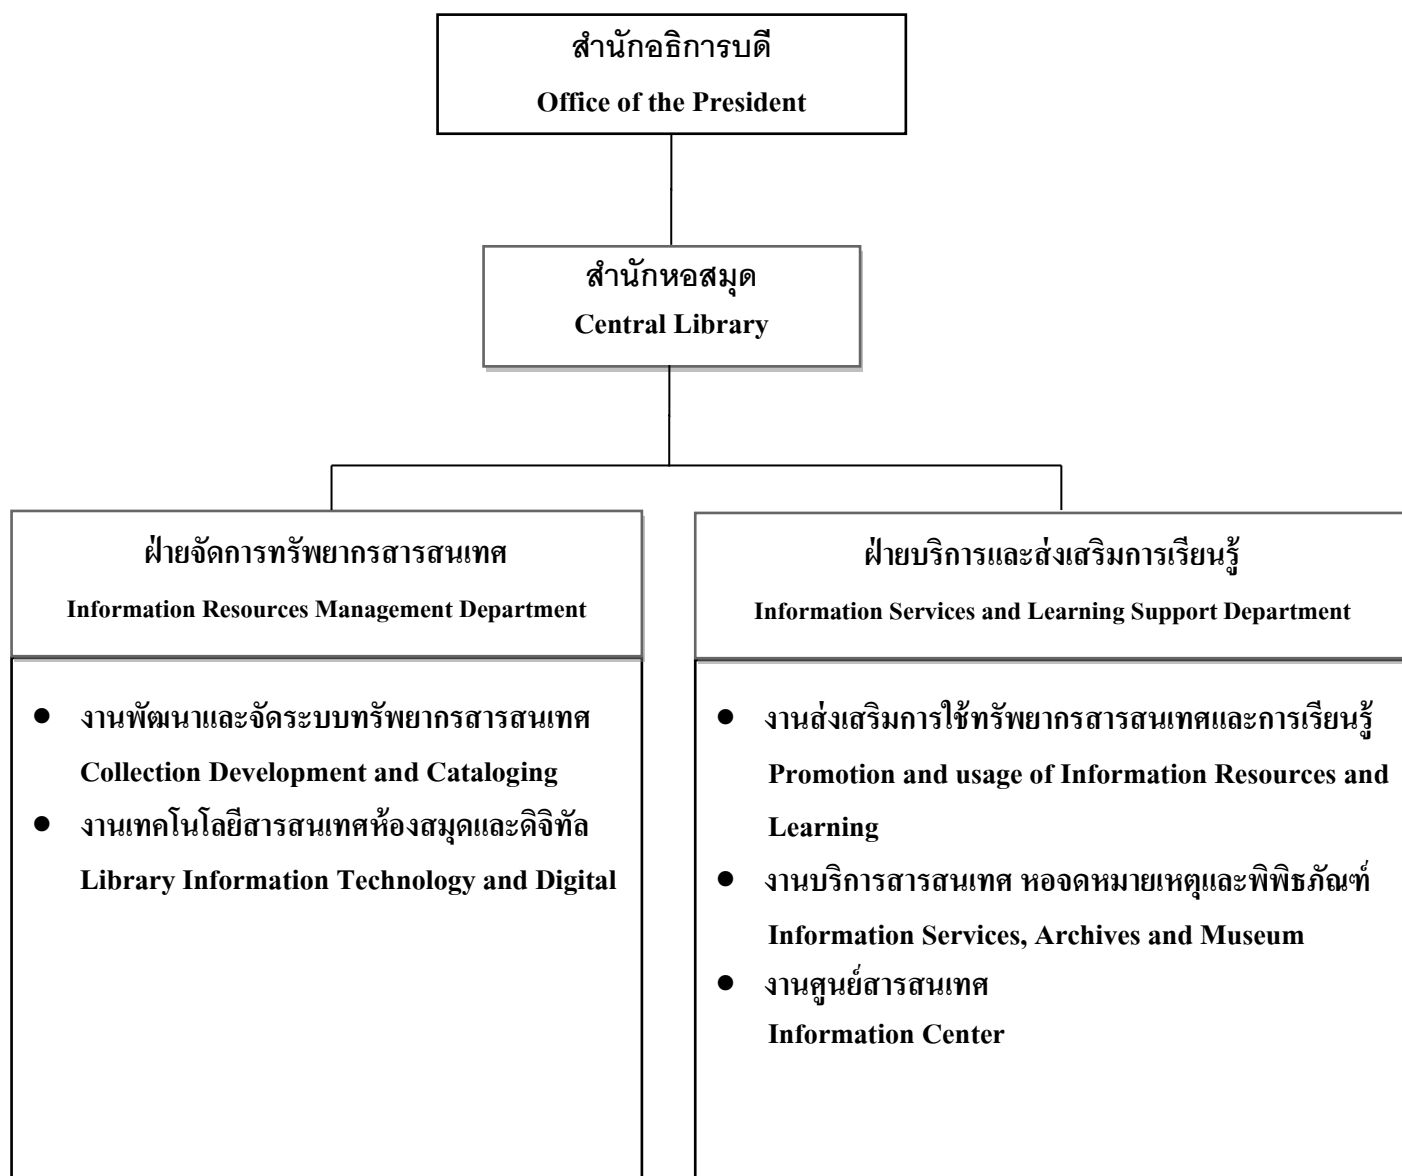 สำนักอธิการบดี
Office of the President
สำนักหอสมุด
Central Library
ฝ่ายจัดการทรัพยากรสารสนเทศ
Information Resources Management Department
● งานพัฒนาและจัดระบบทรัพยากรสารสนเทศ
Collection Development and Cataloging
● งานเทคโนโลยีสารสนเทศห้องสมุดและดิจิทัล
Library Information Technology and Digital
ฝ่ายบริการและส่งเสริมการเรียนรู้
Information Services and Learning Support Department
● งานส่งเสริมการใช้ทรัพยากรสารสนเทศและการเรียนรู้
Promotion and usage of Information Resources and
Learning
● งานบริการสารสนเทศ หอจดหมายเหตุและพิพิธภัณฑ์
Information Services, Archives and Museum
● งานศูนย์สารสนเทศ
Information Center